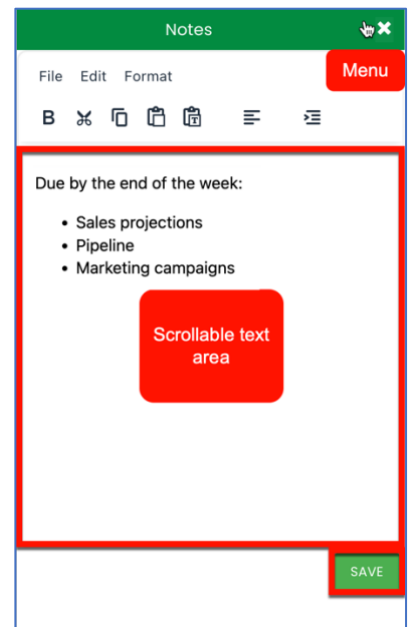 Notes
Menu
File Edit Format
B
Due by the end of the week:
• Sales projections
• Pipeline
• Marketing campaigns
Scrollable text
area
SAVE